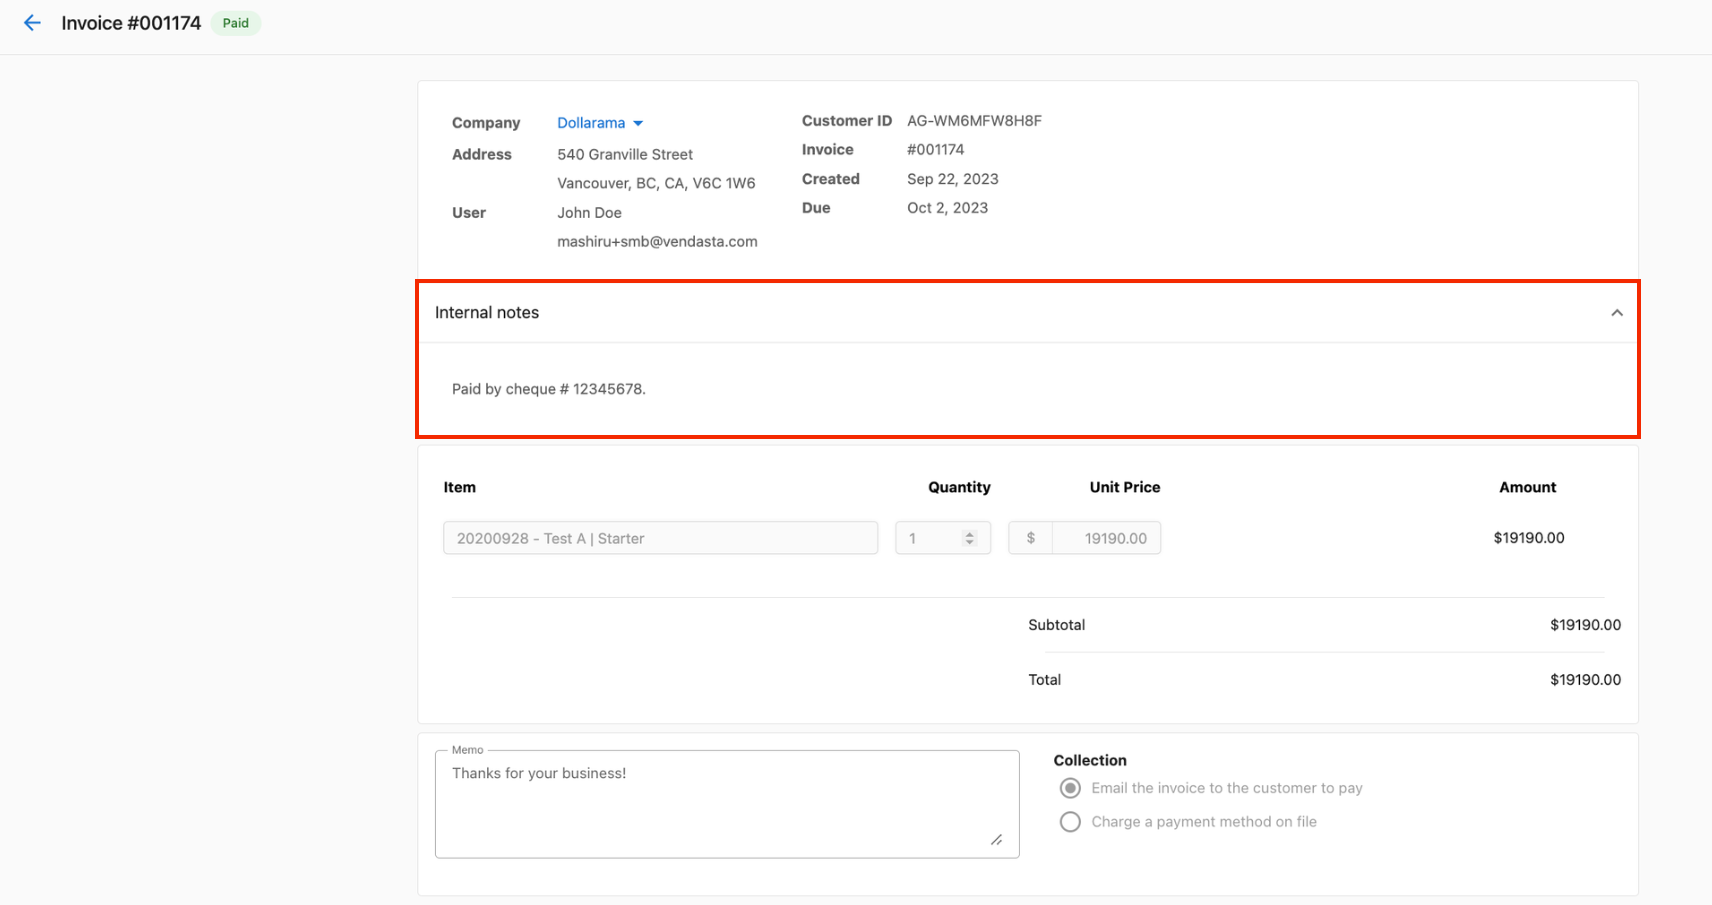 Invoice #001174 Paid
Company Dollarama
Address 540 Granville Street
Vancouver, BC, CA, V6C 1W6
User John Doe
mashiru+smb@vendasta.com
Customer ID AG-WM6MFW8H8F
Invoice #001174
Created Sep 22, 2023
Due Oct 2, 2023
Internal notes
Paid by cheque # 12345678.
Item Quantity Unit Price Amount
20200928 - Test A | Starter 1 $ 19190.00 $19190.00
Subtotal $19190.00
Total $19190.00
Memo
Thanks for your business!
Collection
Email the invoice to the customer to pay
Charge a payment method on file